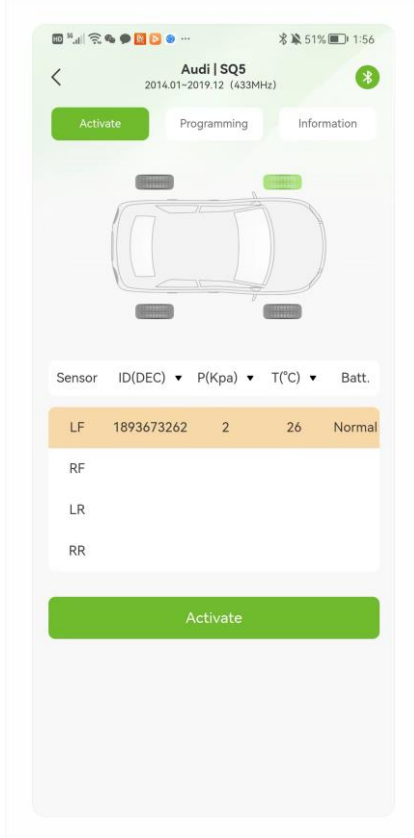 HD 51% 1:56
Audi | SQ5
2014.01~2019.12 (433MHz)
Activate Programming Information
Sensor ID(DEC) ▼ P(Kpa) ▼ T(°C) ▼ Batt.
LF 1893673262 2 26 Normal
RF
LR
RR
Activate